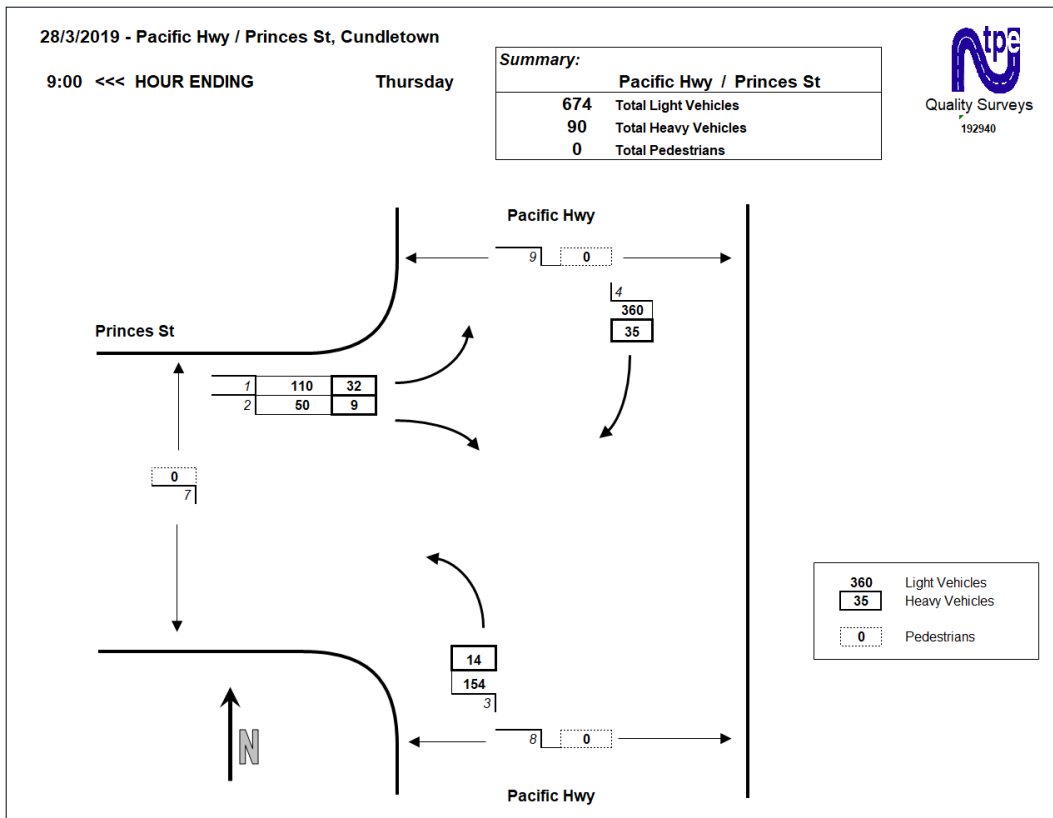 28/3/2019 - Pacific Hwy / Princes St, Cundletown
9:00 <<< HOUR ENDING Thursday
Summary:
Pacific Hwy / Princes St
674 Total Light Vehicles
90 Total Heavy Vehicles
0 Total Pedestrians
tpe
Quality Surveys
192940
Pacific Hwy
9 0
4
360
35
Princes St
1 110 32
2 50 9
0
7
14
154
3
N
8 0
Pacific Hwy
360 Light Vehicles
35 Heavy Vehicles
0 Pedestrians